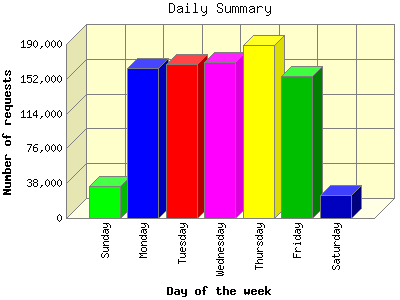 Daily Summary
190,000
152,000
114,000
76,000
38,000
0
Number of requests
Sunday
Monday
Tuesday
Wednesday
Thursday
Friday
Saturday
Day of the week